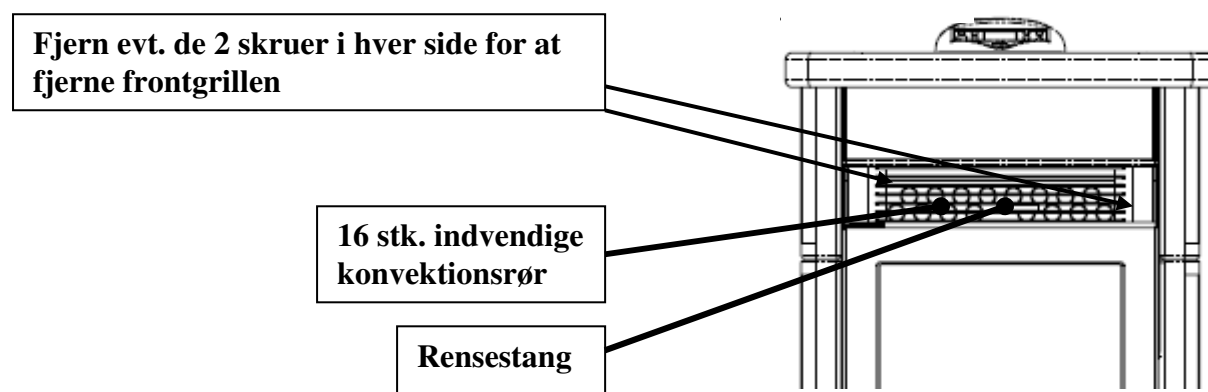 Fjern evt. de 2 skruer i hver side for at
fjerne frontgrillen
16 stk. indvendige
konvektionsrør
Rensestang